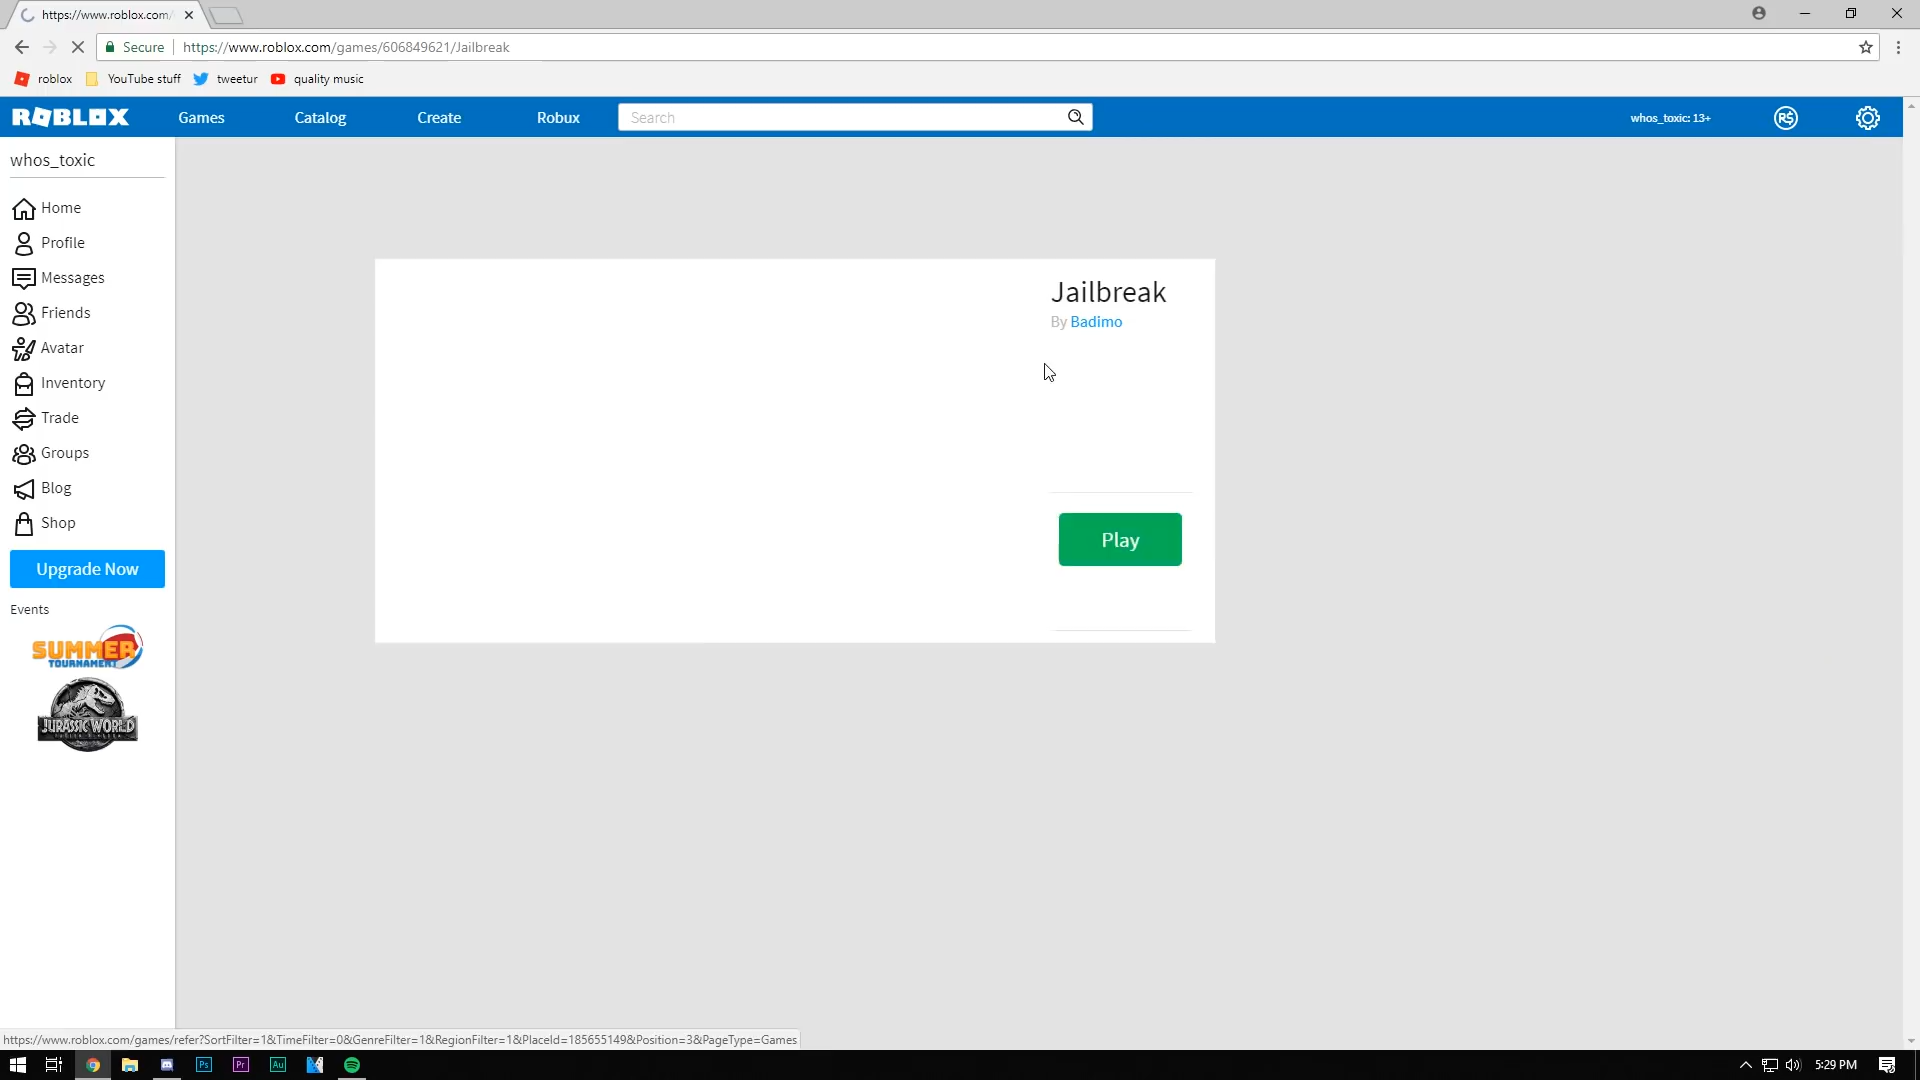 https://www.roblox.com/
Secure
https://www.roblox.com/games/606849621/Jailbreak
roblox
YouTube stuff
tweetur
quality music
ROBLOX
Games
Catalog
Create
Robux
Search
whos_toxic: 13+
R$
whos_toxic
Home
Profile
Messages
Friends
Avatar
Inventory
Trade
Groups
Blog
Shop
Upgrade Now
Events
SUMMER
TOURNAMENT
JURASSIC WORLD
Jailbreak
By Badimo
Play
https://www.roblox.com/games/refer?SortFilter=1&TimeFilter=0&GenreFilter=1&RegionFilter=1&PlaceId=185655149&Position=3&PageType=Games
Ps
Pr
Au
5:29 PM